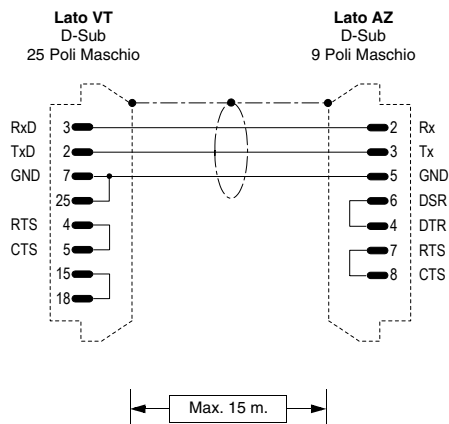 Lato VT
D-Sub
25 Poli Maschio
Lato AZ
D-Sub
9 Poli Maschio
RxD 3 2 Rx
TxD 2 3 Tx
GND 7 5 GND
25 6 DSR
RTS 4 4 DTR
CTS 5 7 RTS
15 8 CTS
18
Max. 15 m.